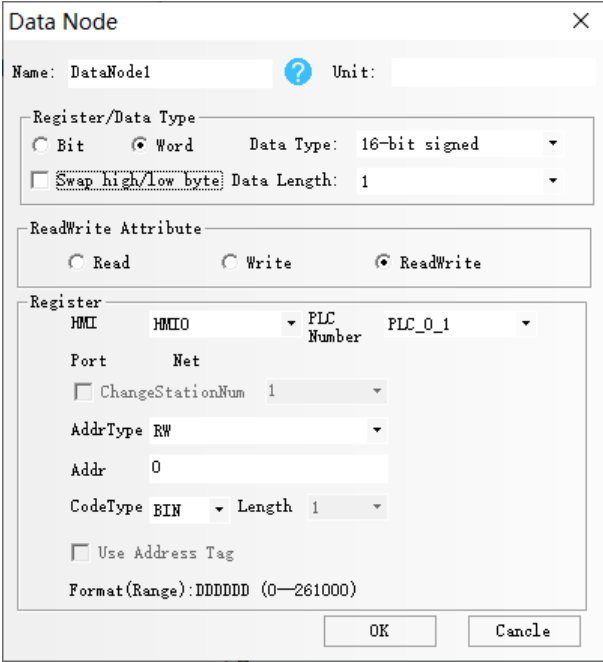 Data Node
Name: DataNode1 ? Unit:
Register/Data Type
Bit Word Data Type: 16-bit signed
Swap high/low byte Data Length: 1
ReadWrite Attribute
Read Write ReadWrite
Register
HMI HMI0 PLC Number PLC_0_1
Port Net
ChangeStationNum 1
AddrType RW
Addr 0
CodeType BIN Length 1
Use Address Tag
Format(Range):DDDDDD (0—261000)
OK Cancle